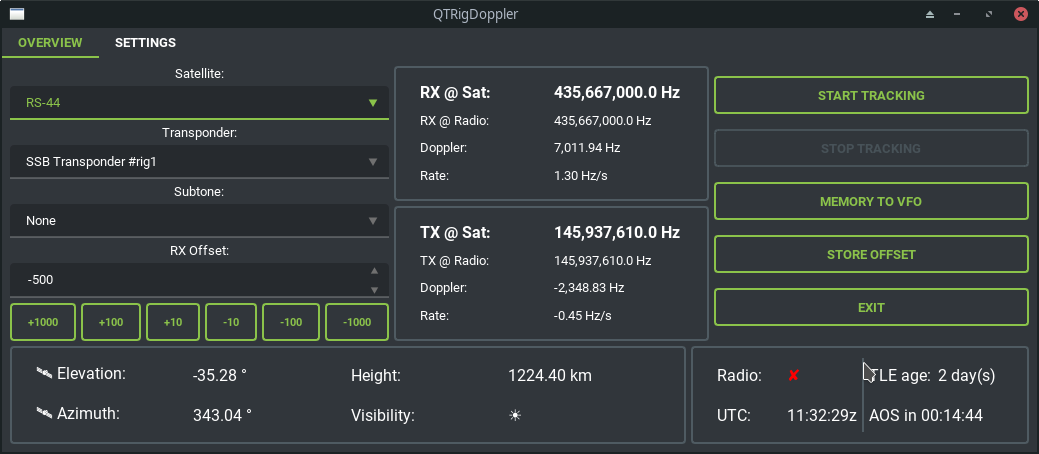 QTRigDoppler
OVERVIEW SETTINGS
Satellite:
RS-44
Transponder:
SSB Transponder #rig1
Subtone:
None
RX Offset:
-500
+1000 +100 +10 -10 -100 -1000
RX @ Sat: 435,667,000.0 Hz
RX @ Radio: 435,667,000.0 Hz
Doppler: 7,011.94 Hz
Rate: 1.30 Hz/s
TX @ Sat: 145,937,610.0 Hz
TX @ Radio: 145,937,610.0 Hz
Doppler: -2,348.83 Hz
Rate: -0.45 Hz/s
START TRACKING
STOP TRACKING
MEMORY TO VFO
STORE OFFSET
EXIT
Elevation: -35.28 ° Height: 1224.40 km
Azimuth: 343.04 ° Visibility: ☀
Radio: ✘ TLE age: 2 day(s)
UTC: 11:32:29z AOS in 00:14:44